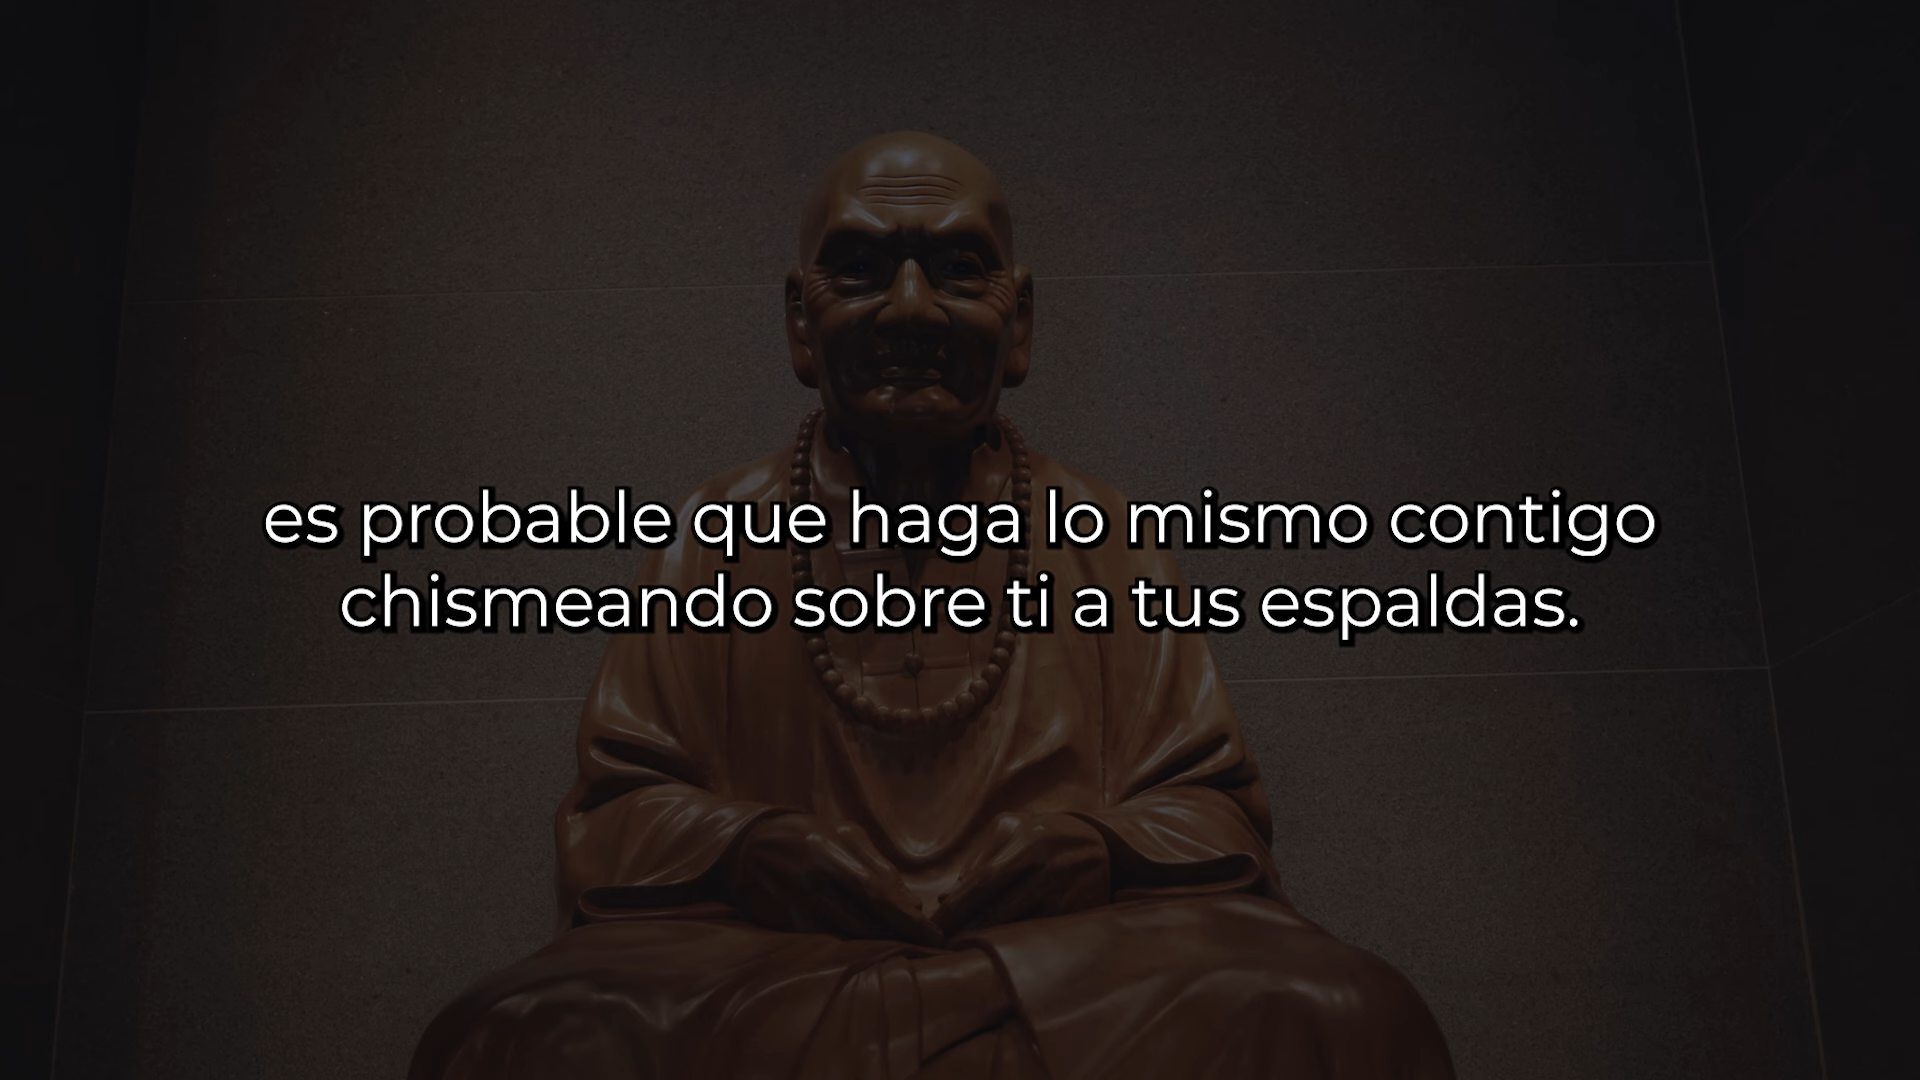 es probable que haga lo mismo contigo
chismeando sobre ti a tus espaldas.